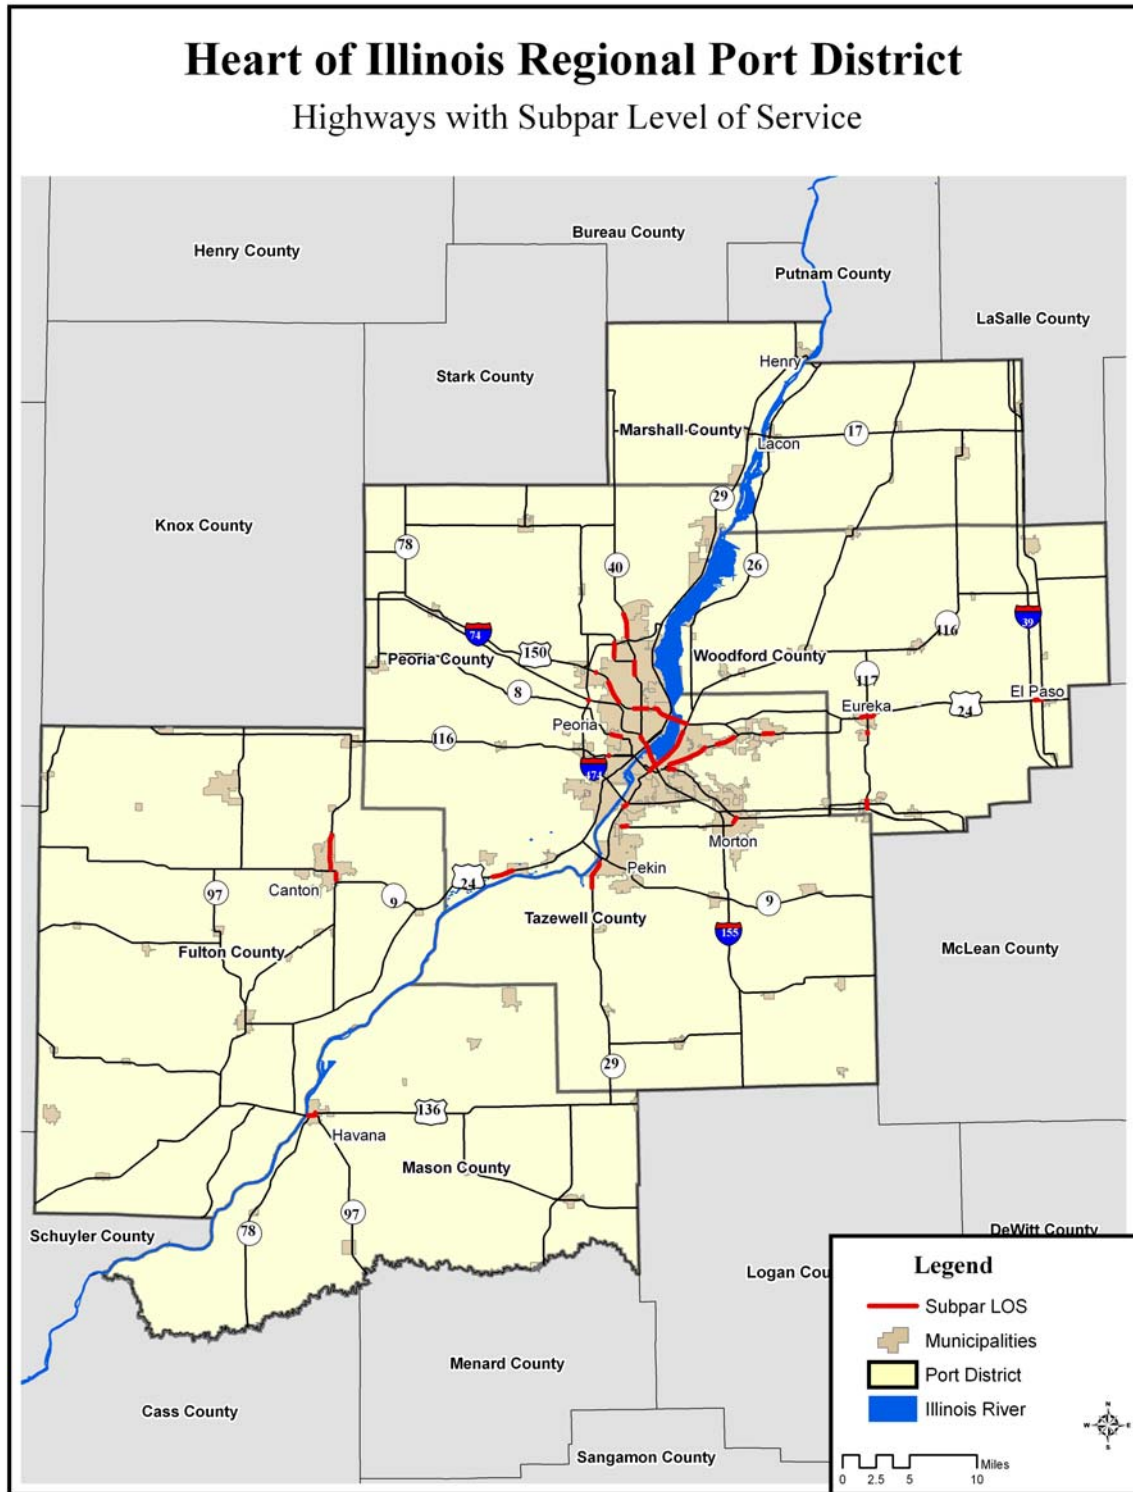 Heart of Illinois Regional Port District
Highways with Subpar Level of Service
Bureau County
Henry County
Putnam County
LaSalle County
Henry
Stark County
Marshall County
17
Lacon
29
Knox County
78
40
26
74
116
39
150
Peoria County
Woodford County
117
8
El Paso
Eureka
24
Peoria
116
474
Morton
Pekin
24
Canton
97
9
9
Tazewell County
155
McLean County
Fulton County
29
136
Havana
Mason County
97
78
Schuyler County
DeWitt County
Logan Cou
Menard County
Cass County
Sangamon County
Legend
Subpar LOS
Municipalities
Port District
Illinois River
N
W E
S
Miles
0 2.5 5 10